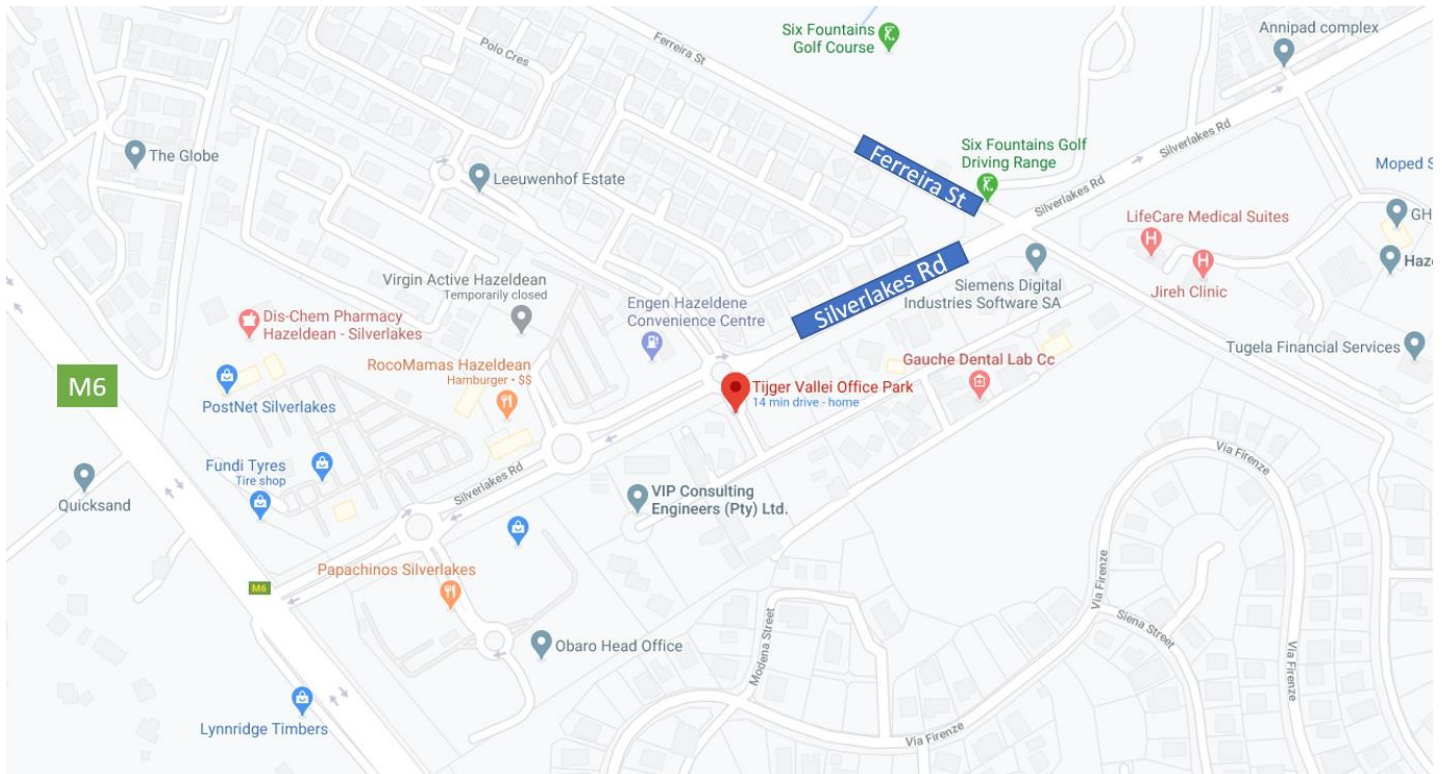 Six Fountains
Golf Course
Annipad complex
Ferreira St
Polo Cres
The Globe
Leeuwenhof Estate
Ferreira St
Six Fountains Golf
Driving Range
Silverlakes Rd
Moped S
Silverlakes Rd
LifeCare Medical Suites
GH
Haze
Jireh Clinic
Virgin Active Hazeldean
Temporarily closed
Siemens Digital
Industries Software SA
Silverlakes Rd
Engen Hazeldene
Convenience Centre
Dis-Chem Pharmacy
Hazeldean - Silverlakes
Tugela Financial Services
RocoMamas Hazeldean
Hamburger • $$
Gauche Dental Lab Cc
M6
Tijger Vallei Office Park
14 min drive - home
PostNet Silverlakes
Via Firenze
Fundi Tyres
Tire shop
Silverlakes Rd
Quicksand
VIP Consulting
Engineers (Pty) Ltd.
Papachinos Silverlakes
M6
Via Firenze
Siena Street
Modena Street
Obaro Head Office
Via Firenze
Lynnridge Timbers
Via Firenze